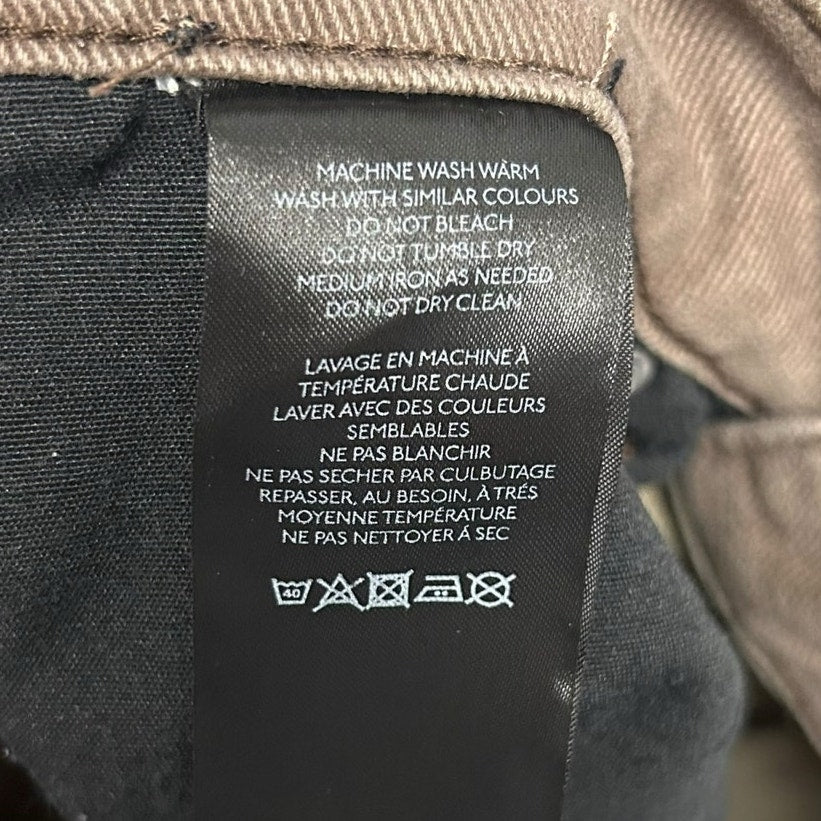 MACHINE WASH WARM
WASH WITH SIMILAR COLOURS
DO NOT BLEACH
DO NOT TUMBLE DRY
MEDIUM IRON AS NEEDED
DO NOT DRY CLEAN
LAVAGE EN MACHINE À
TEMPÉRATURE CHAUDE
LAVER AVEC DES COULEURS
SEMBLABLES
NE PAS BLANCHIR
NE PAS SECHER PAR CULBUTAGE
REPASSER, AU BESOIN, À TRÉS
MOYENNE TEMPÉRATURE
NE PAS NETTOYER Á SEC
40